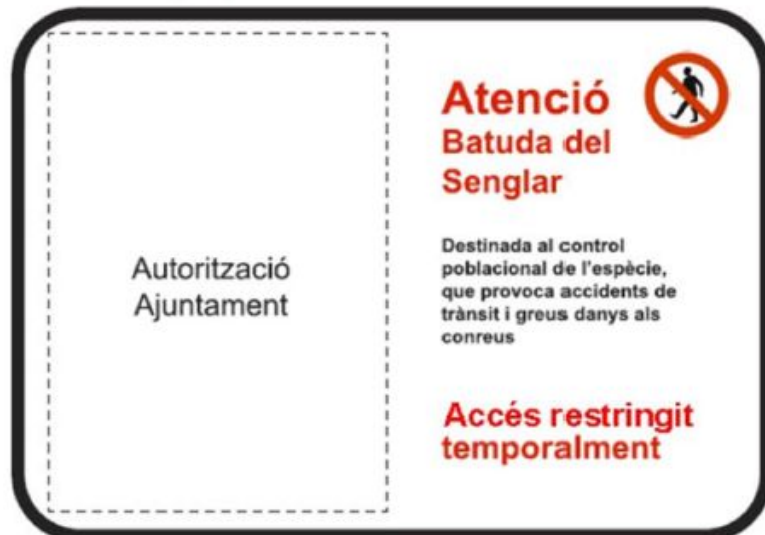 Autorització
Ajuntament
Atenció
Batuda del
Senglar
Destinada al control
poblacional de l'espècie,
que provoca accidents de
trànsit i greus danys als
conreus
Accés restringit
temporalment